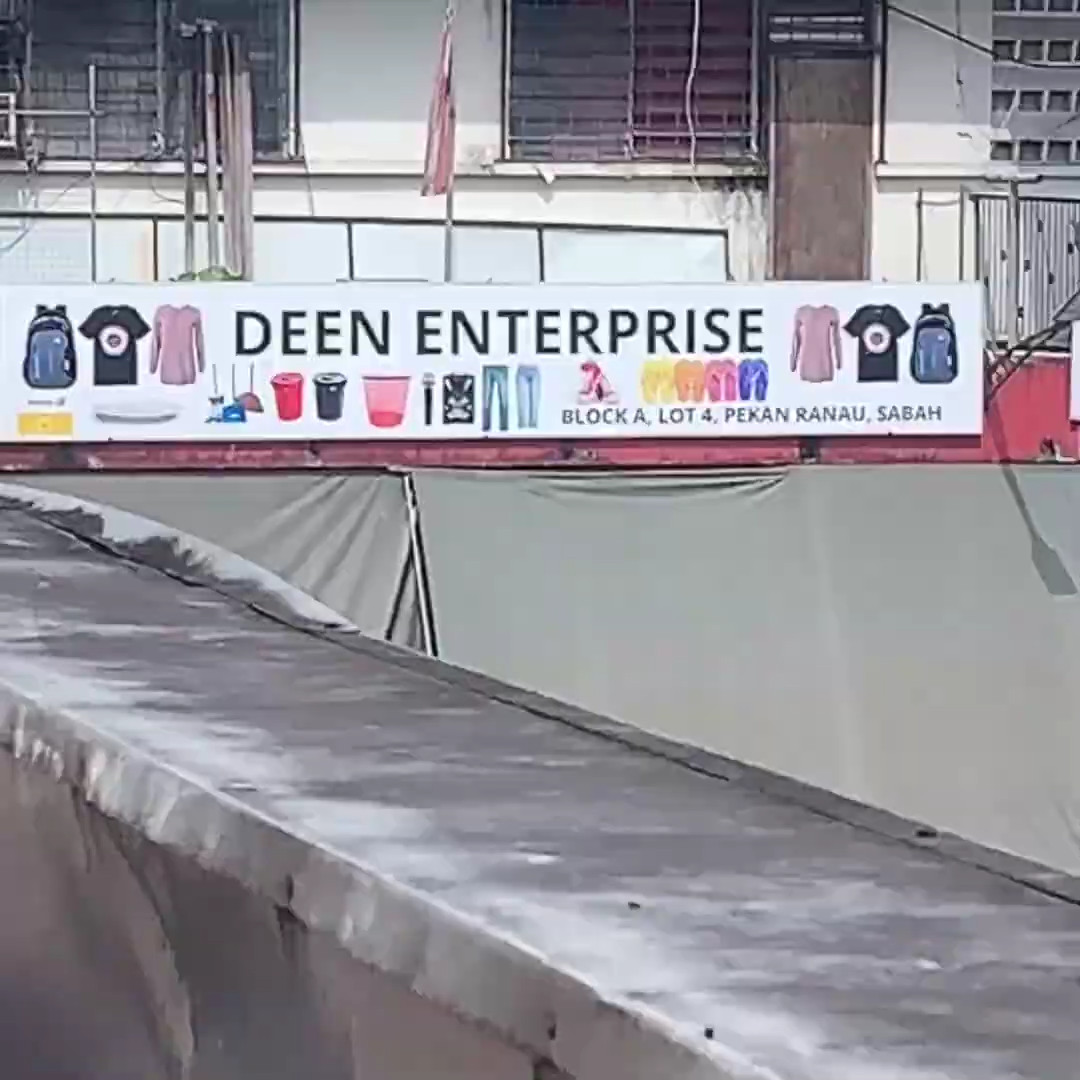 DEEN ENTERPRISE
BLOCK A, LOT 4, PEKAN RANAU, SABAH